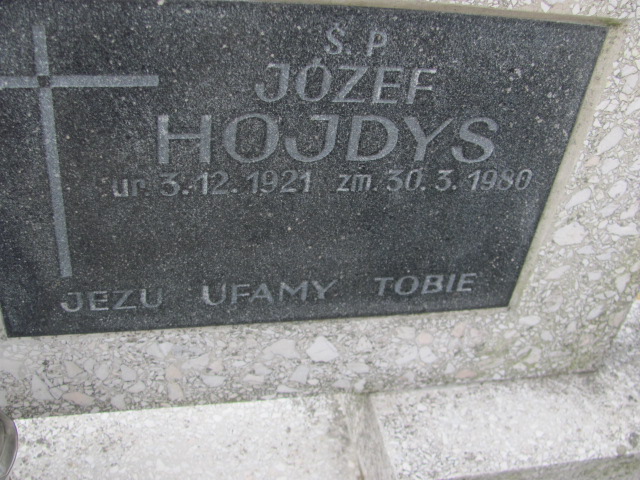 Ś. P.
JÓZEF
HOJDYS
ur. 3.12.1921 zm. 30.3.1980
JEZU UFAMY TOBIE